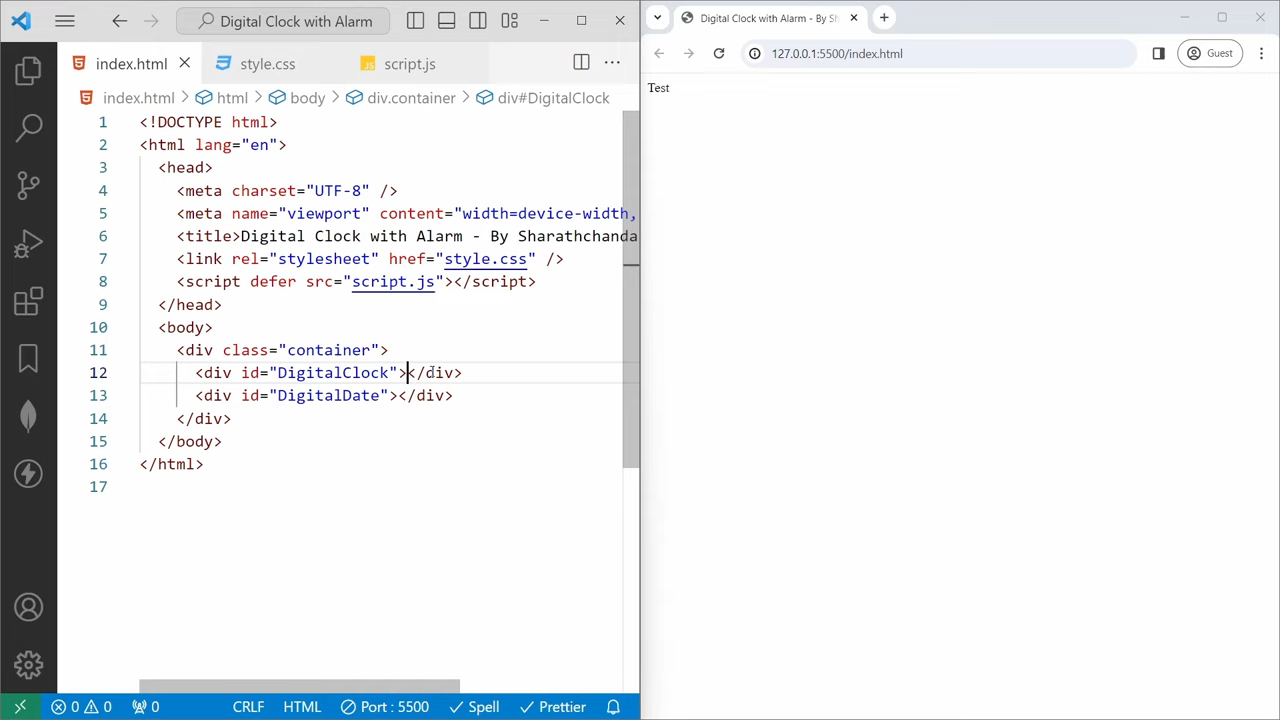 Digital Clock with Alarm
index.html
style.css
script.js
index.html > html > body > div.container > div#DigitalClock
1 <!DOCTYPE html>
2 <html lang="en">
3 <head>
4 <meta charset="UTF-8" />
5 <meta name="viewport" content="width=device-width,
6 <title>Digital Clock with Alarm - By Sharathchanda
7 <link rel="stylesheet" href="style.css" />
8 <script defer src="script.js"></script>
9 </head>
10 <body>
11 <div class="container">
12 <div id="DigitalClock"></div>
13 <div id="DigitalDate"></div>
14 </div>
15 </body>
16 </html>
17
0 0 0 CRLF HTML Port : 5500 Spell Prettier
Digital Clock with Alarm - By Sh
127.0.0.1:5500/index.html
Guest
Test